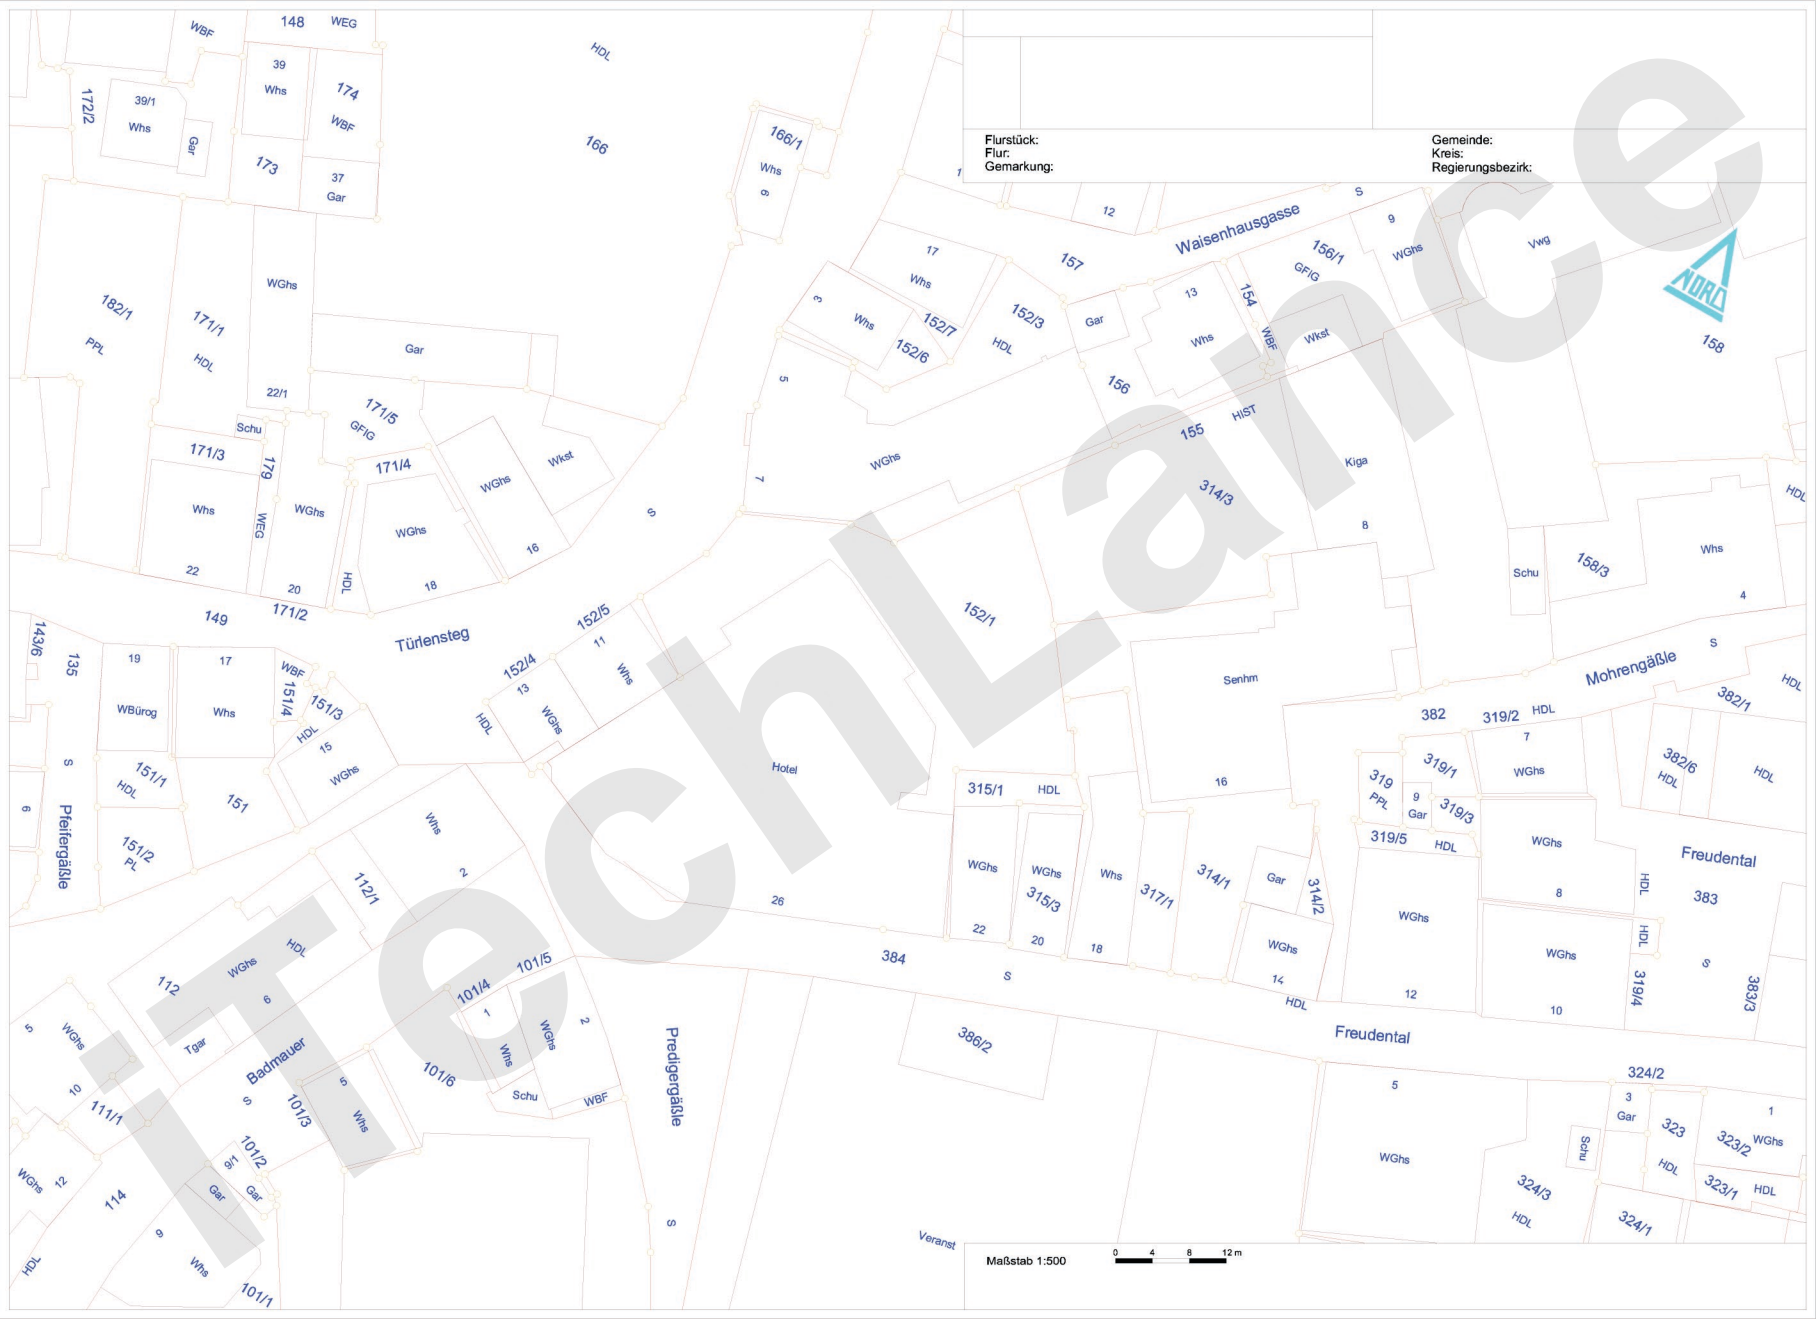 148 WEG
WBF
39
Whs
174
WBF
172/2
39/1
Whs
Gar
173
37
Gar
HDL
166
166/1
Whs
6
Flurstück:
Flur:
Gemarkung:
Gemeinde:
Kreis:
Regierungsbezirk:
1
12
S
Waisenhausgasse
157
9
WGhs
156/1
GFIG
Vwg
NORD
158
182/1
PPL
171/1
HDL
WGhs
22/1
Gar
17
Whs
3
Whs
152/7
152/6
152/3
HDL
Gar
13
Whs
154
WBF
Wkst
156
171/5
GFIG
Schu
171/3
179
171/4
5
7
WGhs
155
HIST
Kiga
8
314/3
Whs
22
WEG
WGhs
20
HDL
WGhs
18
WGhs
16
Wkst
S
HDL
Whs
4
158/3
Schu
149
171/2
Türlensteg
152/5
11
Whs
152/4
13
WGhs
HDL
152/1
Senhm
16
Mohrengäßle
S
HDL
382/1
143/6
135
S
19
WBürog
17
Whs
WBF
151/4
151/3
HDL
15
WGhs
151/1
HDL
151
151/2
PL
6
Pfeifergäßle
Hotel
26
382
319/2
HDL
7
WGhs
319/1
319
PPL
9
Gar
319/3
319/5
HDL
382/6
HDL
HDL
315/1
HDL
WGhs
22
WGhs
315/3
20
Whs
18
317/1
314/1
Gar
314/2
WGhs
14
HDL
WGhs
12
WGhs
8
HDL
Freudental
383
HDL
WGhs
10
319/4
S
383/3
Whs
2
112/1
HDL
WGhs
6
112
Tgar
Badmauer
S
5
WGhs
10
111/1
101/4
101/5
1
Whs
WGhs
2
Schu
WBF
101/6
5
Whs
101/3
101/2
9/1
Gar
Gar
WGhs
12
114
9
Whs
HDL
101/1
Predigergäßle
S
384
S
386/2
Freudental
324/2
5
WGhs
3
Gar
323
HDL
1
WGhs
323/2
Schu
324/3
HDL
323/1
HDL
324/1
Veranst
Maßstab 1:500
0 4 8 12 m
iTechLance